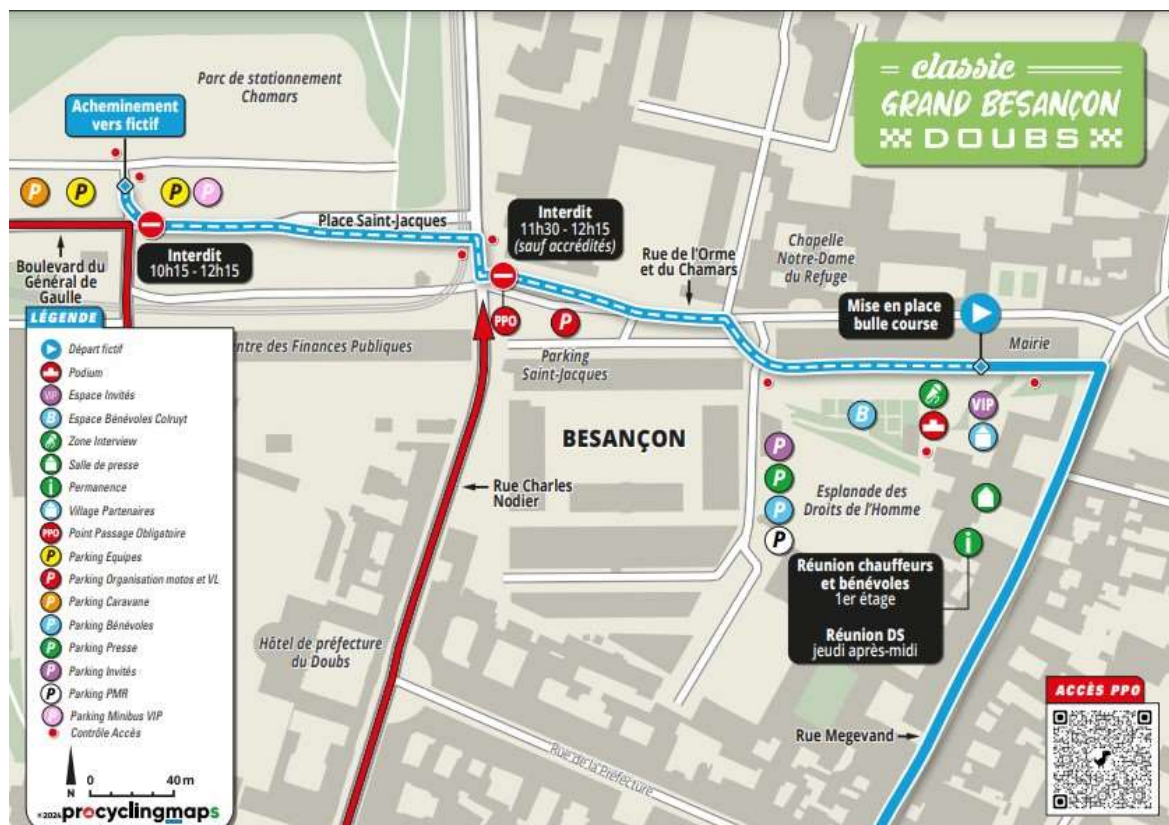 Parc de stationnement
Chamars
classic
GRAND BESANÇON
DOUBS
Acheminement
vers fictif
P
P
P
P
Place Saint-Jacques
Interdit
11h30 - 12h15
(sauf accrédités)
Rue de l'Orme
et du Chamars
Chapelle
Notre-Dame
du Refuge
Interdit
10h15 - 12h15
Boulevard du
Général de
Gaulle
Mise en place
bulle course
Mairie
PPO
P
entre des Finances Publiques
Parking
Saint-Jacques
VIP
B
BESANÇON
P
P
P
P
Rue Charles
Nodier
Esplanade des
Droits de l'Homme
i
Réunion chauffeurs
et bénévoles
1er étage
Réunion DS
jeudi après-midi
Hôtel de préfecture
du Doubs
Rue Megevand
Rue de la Préfecture
ACCÈS PPO
LÉGENDE
Départ fictif
Podium
VIP Espace Invités
B Espace Bénévoles Colruyt
Zone Interview
Salle de presse
i Permanence
Village Partenaires
PPO Point Passage Obligatoire
P Parking Equipes
P Parking Organisation motos et VL
P Parking Caravane
P Parking Bénévoles
P Parking Presse
P Parking Invités
P Parking PMR
P Parking Minibus VIP
Contrôle Accès
0 40 m
N
©2024 procyclingmaps